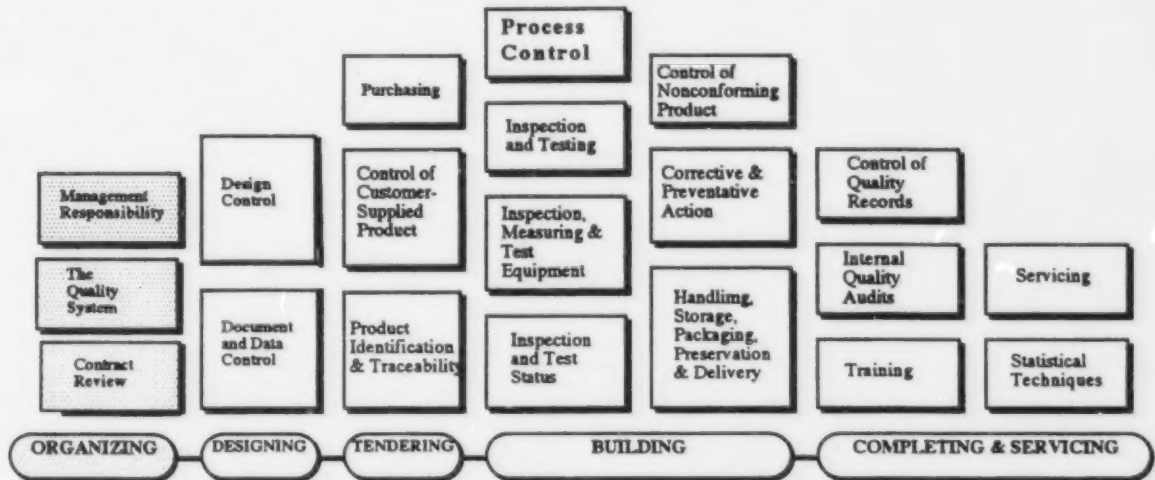 Management
Responsibility
The
Quality
System
Contract
Review
Design
Control
Document
and Data
Control
Purchasing
Control of
Customer-
Supplied
Product
Product
Identification
& Traceability
Process
Control
Inspection
and Testing
Inspection,
Measuring &
Test
Equipment
Inspection
and Test
Status
Control of
Nonconforming
Product
Corrective &
Preventative
Action
Handlimg,
Storage,
Packaging,
Preservation
& Delivery
Control of
Quality
Records
Internal
Quality
Audits
Training
Servicing
Statistical
Techniques
ORGANIZING
DESIGNING
TENDERING
BUILDING
COMPLETING & SERVICING